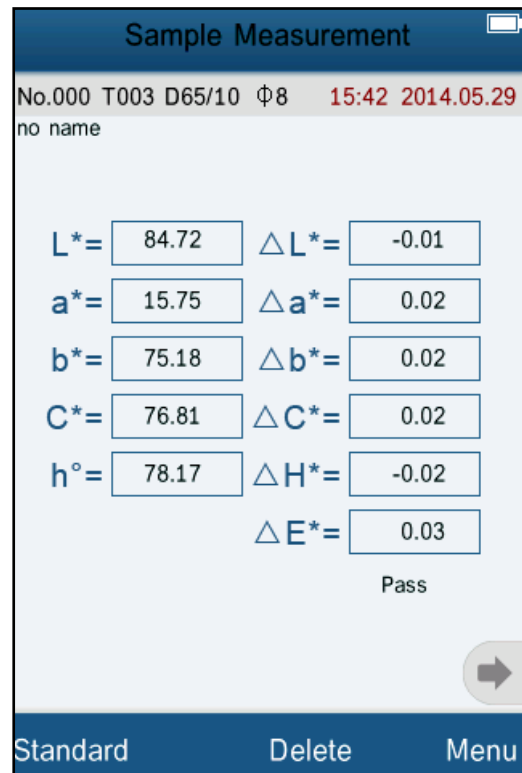 Sample Measurement
No.000 T003 D65/10 Φ8 15:42 2014.05.29
no name
L*= 84.72 △L*= -0.01
a*= 15.75 △a*= 0.02
b*= 75.18 △b*= 0.02
C*= 76.81 △C*= 0.02
h°= 78.17 △H*= -0.02
△E*= 0.03
Pass
Standard Delete Menu